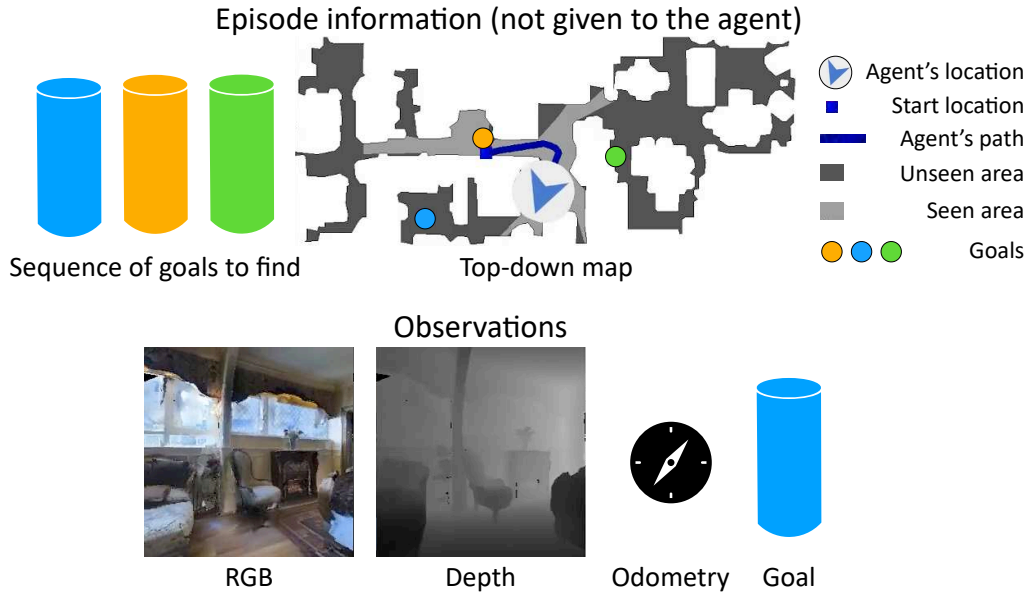 Episode information (not given to the agent)
Agent's location
Start location
Agent's path
Unseen area
Seen area
Goals
Sequence of goals to find
Top-down map
Observations
RGB
Depth
Odometry
Goal